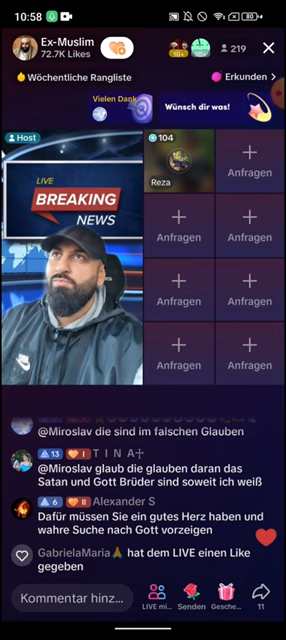 10:58
80
Ex-Muslim
72.7K Likes
10+
10+
219
Wöchentliche Rangliste
Erkunden >
Vielen Dank
Wünsch dir was!
Host
104
LIVE
BREAKING
NEWS
Reza
Anfragen
Anfragen
Anfragen
Anfragen
Anfragen
Anfragen
Anfragen
@Miroslav die sind im falschen Glauben
13 I T I N A
@Miroslav glaub die glauben daran das
Satan und Gott Brüder sind soweit ich weiß
6 II Alexander S
Dafür müssen Sie ein gutes Herz haben und
wahre Suche nach Gott vorzeigen
GabrielaMaria🙏 hat dem LIVE einen Like
gegeben
Kommentar hinz...
LIVE mi...
Senden
Gesche...
11